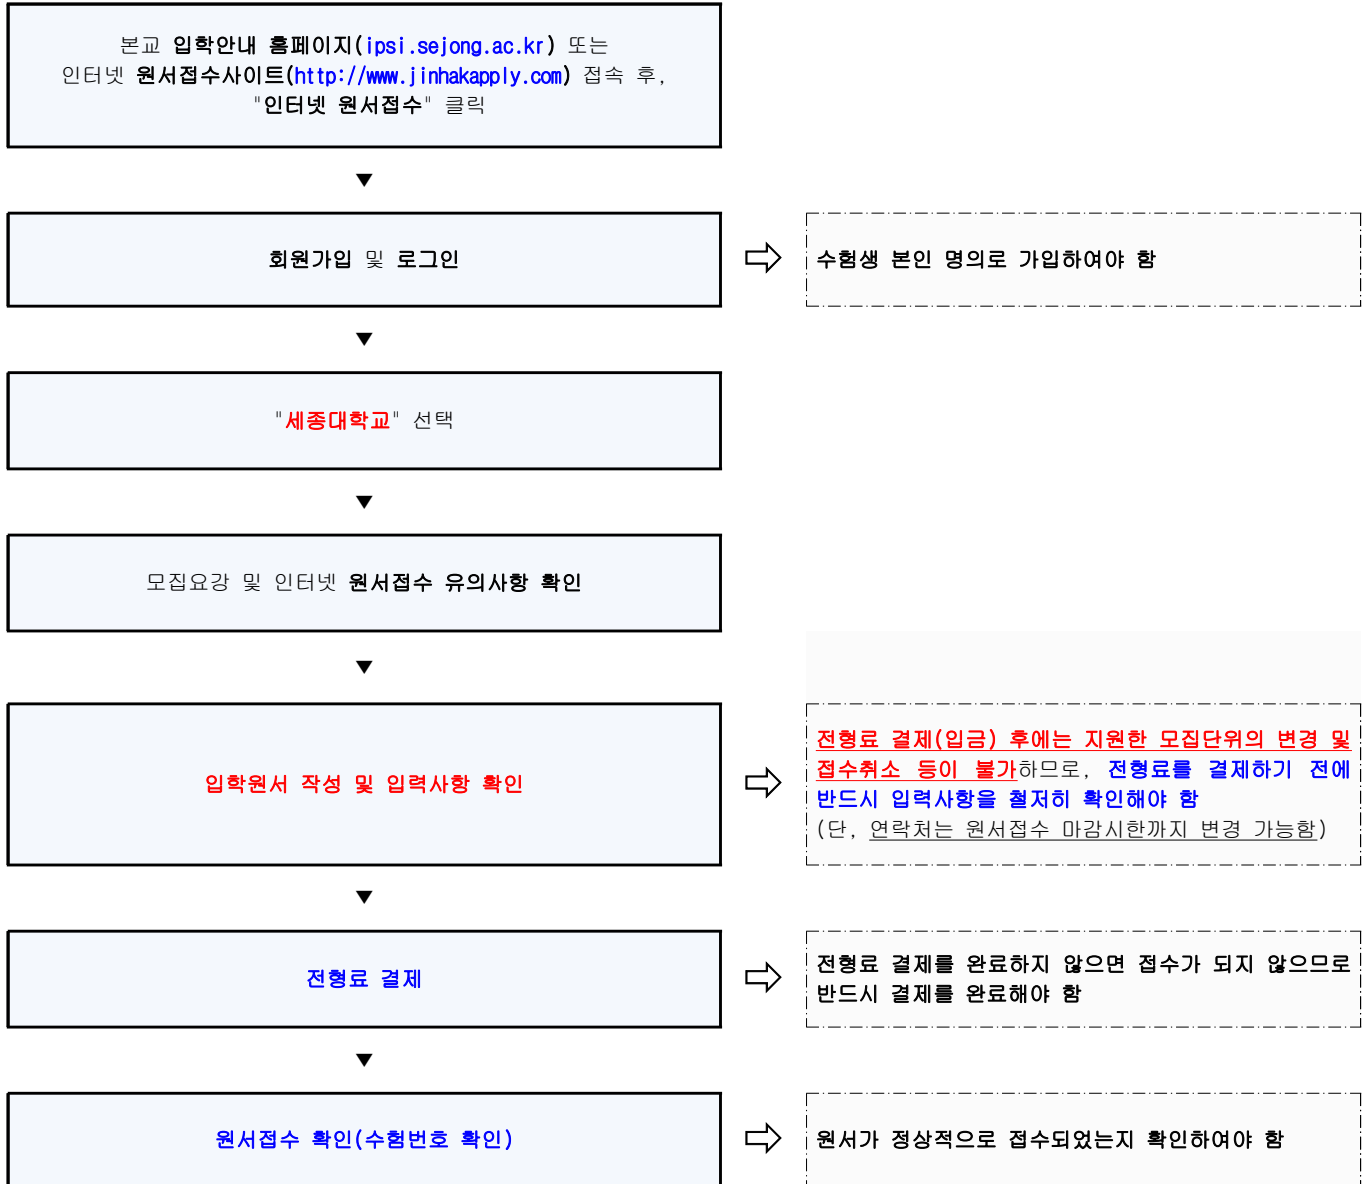 본교 입학안내 홈페이지(ipsi.sejong.ac.kr) 또는
인터넷 원서접수사이트(http://www.jinhakapply.com) 접속 후,
"인터넷 원서접수" 클릭
▼
회원가입 및 로그인
⇨
수험생 본인 명의로 가입하여야 함
▼
"세종대학교" 선택
▼
모집요강 및 인터넷 원서접수 유의사항 확인
▼
입학원서 작성 및 입력사항 확인
⇨
전형료 결제(입금) 후에는 지원한 모집단위의 변경 및
접수취소 등이 불가하므로, 전형료를 결제하기 전에
반드시 입력사항을 철저히 확인해야 함
(단, 연락처는 원서접수 마감시한까지 변경 가능함)
▼
전형료 결제
⇨
전형료 결제를 완료하지 않으면 접수가 되지 않으므로
반드시 결제를 완료해야 함
▼
원서접수 확인(수험번호 확인)
⇨
원서가 정상적으로 접수되었는지 확인하여야 함